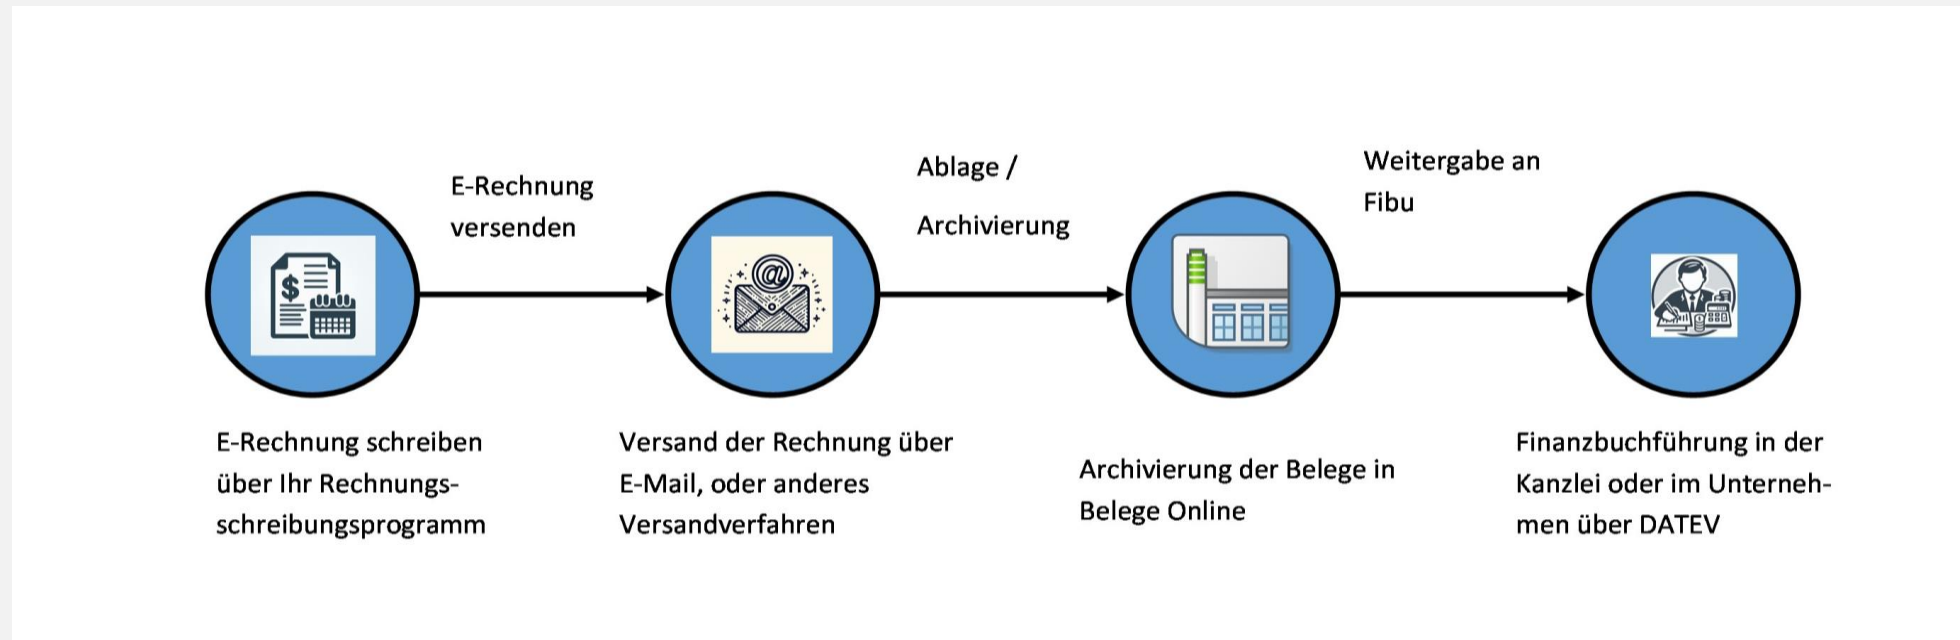 E-Rechnung
versenden
Ablage /
Archivierung
Weitergabe an
Fibu
$
@
E-Rechnung schreiben
über Ihr Rechnungs-
schreibungsprogramm
Versand der Rechnung über
E-Mail, oder anderes
Versandverfahren
Archivierung der Belege in
Belege Online
Finanzbuchführung in der
Kanzlei oder im Unterneh-
men über DATEV